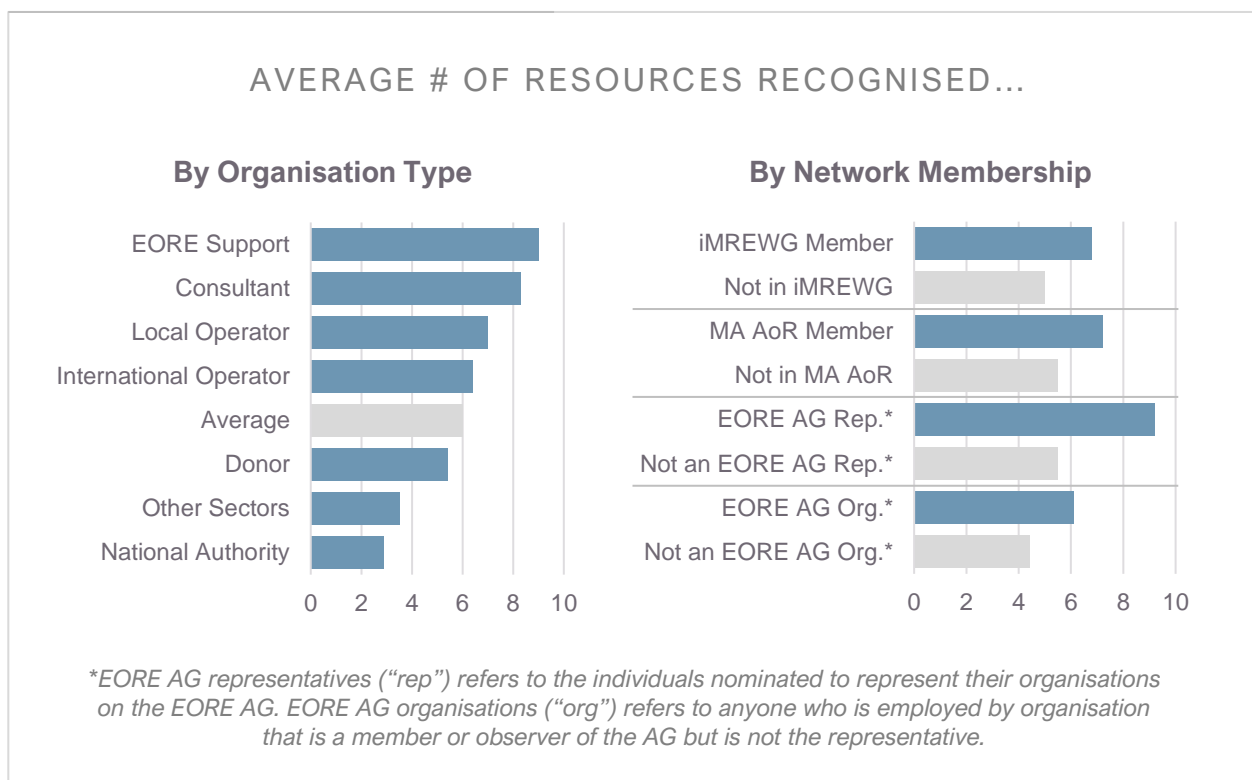 AVERAGE # OF RESOURCES RECOGNISED…
By Organisation Type
EORE Support
Consultant
Local Operator
International Operator
Average
Donor
Other Sectors
National Authority
0 2 4 6 8 10
By Network Membership
iMREWG Member
Not in iMREWG
MA AoR Member
Not in MA AoR
EORE AG Rep.*
Not an EORE AG Rep.*
EORE AG Org.*
Not an EORE AG Org.*
0 2 4 6 8 10
*EORE AG representatives (“rep”) refers to the individuals nominated to represent their organisations
on the EORE AG. EORE AG organisations (“org”) refers to anyone who is employed by organisation
that is a member or observer of the AG but is not the representative.